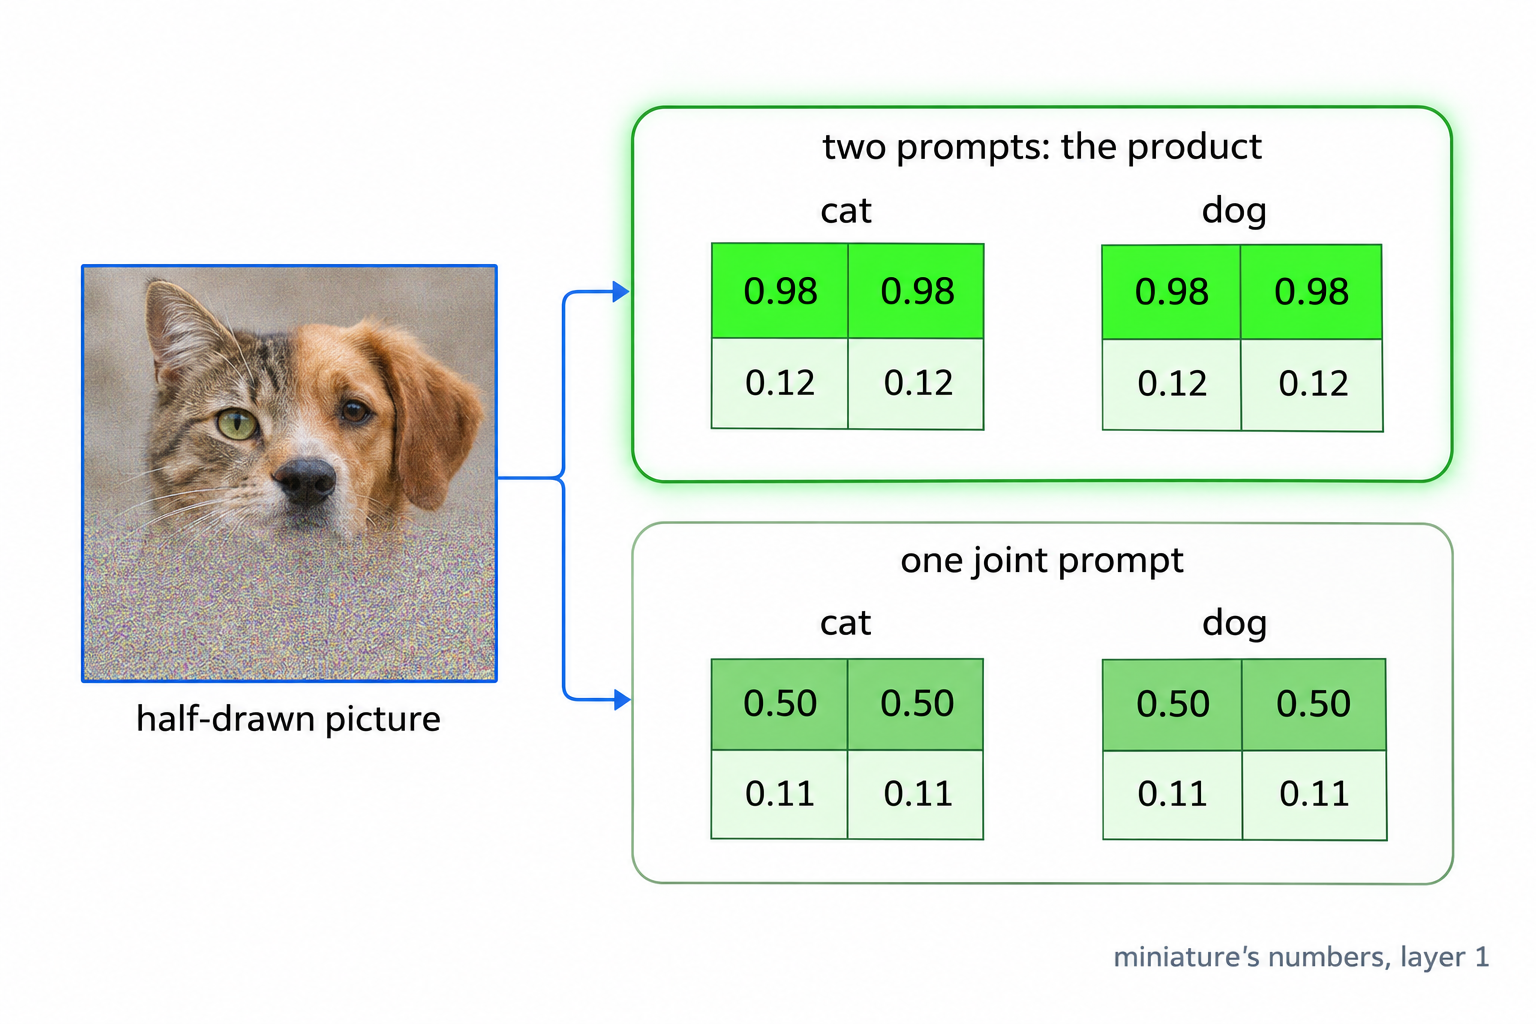 two prompts: the product
cat dog
0.98 0.98 0.98 0.98
0.12 0.12 0.12 0.12
half-drawn picture
one joint prompt
cat dog
0.50 0.50 0.50 0.50
0.11 0.11 0.11 0.11
miniature’s numbers, layer 1